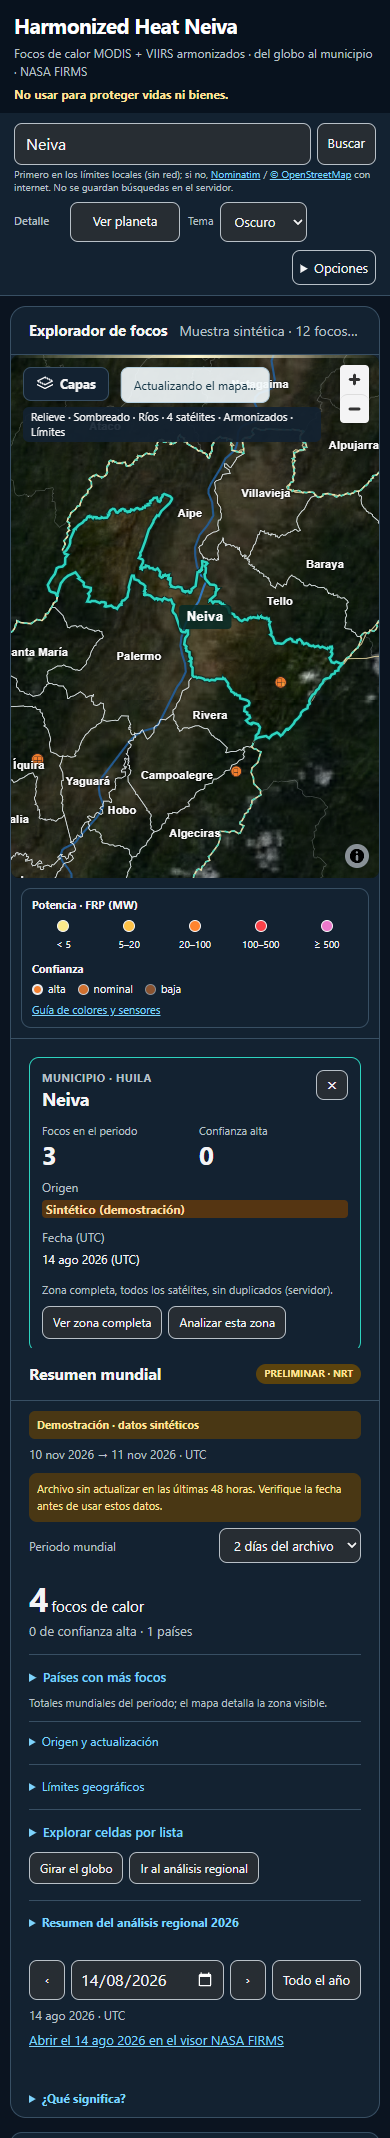 Harmonized Heat Neiva
Focos de calor MODIS + VIIRS armonizados · del globo al municipio
· NASA FIRMS
No usar para proteger vidas ni bienes.
Neiva
Buscar
Primero en los límites locales (sin red); si no, Nominatim / © OpenStreetMap con
internet. No se guardan búsquedas en el servidor.
Detalle
Ver planeta
Tema
Oscuro
▶ Opciones
Explorador de focos
Muestra sintética · 12 focos...
Capas
Actualizando el mapa...
+
−
Relieve · Sombreado · Ríos · 4 satélites · Armonizados ·
Límites
Ataco
Alpujarra
Villavieja
Aipe
Baraya
Tello
Neiva
anta María
Palermo
Rivera
Íquira
Campoalegre
Yaguará
Hobo
alia
Algeciras
Potencia · FRP (MW)
< 5
5–20
20–100
100–500
≥ 500
Confianza
alta
nominal
baja
Guía de colores y sensores
MUNICIPIO · HUILA
×
Neiva
Focos en el periodo
Confianza alta
3
0
Origen
Sintético (demostración)
Fecha (UTC)
14 ago 2026 (UTC)
Zona completa, todos los satélites, sin duplicados (servidor).
Ver zona completa
Analizar esta zona
Resumen mundial
PRELIMINAR · NRT
Demostración · datos sintéticos
10 nov 2026 → 11 nov 2026 · UTC
Archivo sin actualizar en las últimas 48 horas. Verifique la fecha
antes de usar estos datos.
Periodo mundial
2 días del archivo
4 focos de calor
0 de confianza alta · 1 países
▶ Países con más focos
Totales mundiales del periodo; el mapa detalla la zona visible.
▶ Origen y actualización
▶ Límites geográficos
▶ Explorar celdas por lista
Girar el globo
Ir al análisis regional
▶ Resumen del análisis regional 2026
‹
14/08/2026
›
Todo el año
14 ago 2026 · UTC
Abrir el 14 ago 2026 en el visor NASA FIRMS
▶ ¿Qué significa?